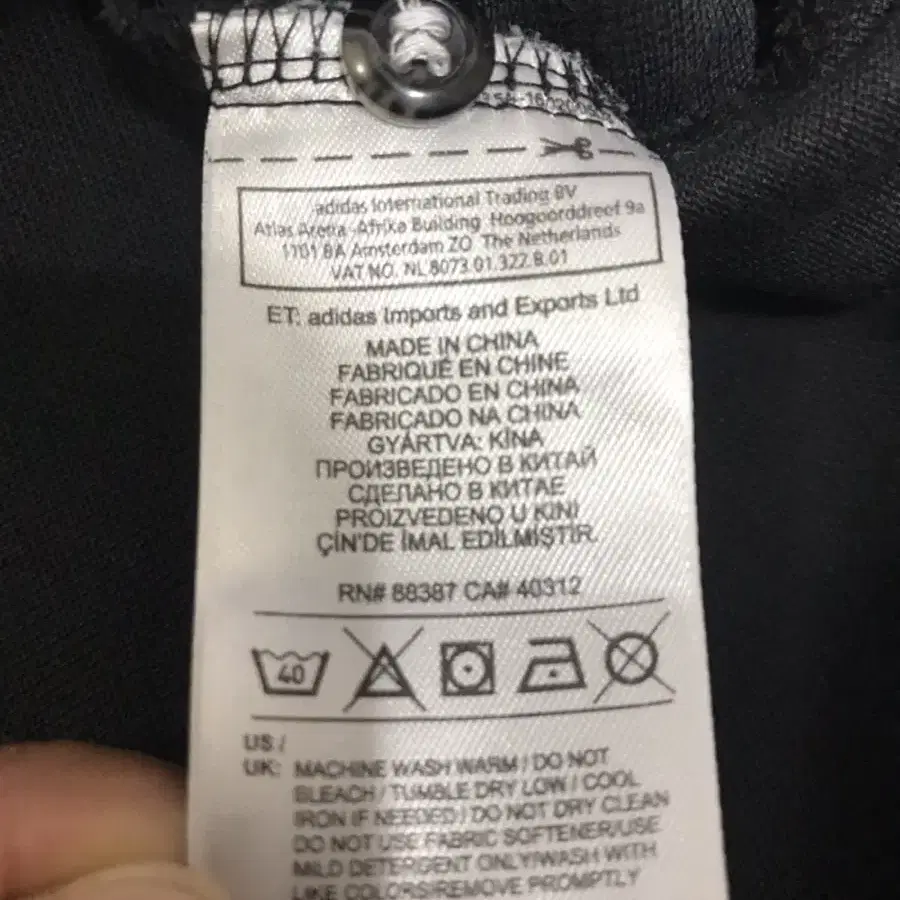 adidas International Trading BV
Atlas Arena -Afrika Building Hoogoorddreef 9a
1101 BA Amsterdam ZO The Netherlands
VAT NO. NL 8073.01.322.B.01
ET: adidas Imports and Exports Ltd
MADE IN CHINA
FABRIQUÉ EN CHINE
FABRICADO EN CHINA
FABRICADO NA CHINA
GYÁRTVA: KÍNA
ПРОИЗВЕДЕНО В КИТАЙ
СДЕЛАНО В КИТАЕ
PROIZVEDENO U KINI
ÇİN'DE İMAL EDİLMİŞTİR.
RN# 88387 CA# 40312
40
US /
UK: MACHINE WASH WARM / DO NOT
BLEACH / TUMBLE DRY LOW / COOL
IRON IF NEEDED / DO NOT DRY CLEAN
DO NOT USE FABRIC SOFTENER/USE
MILD DETERGENT ONLY/WASH WITH
LIKE COLORS/REMOVE PROMPTLY